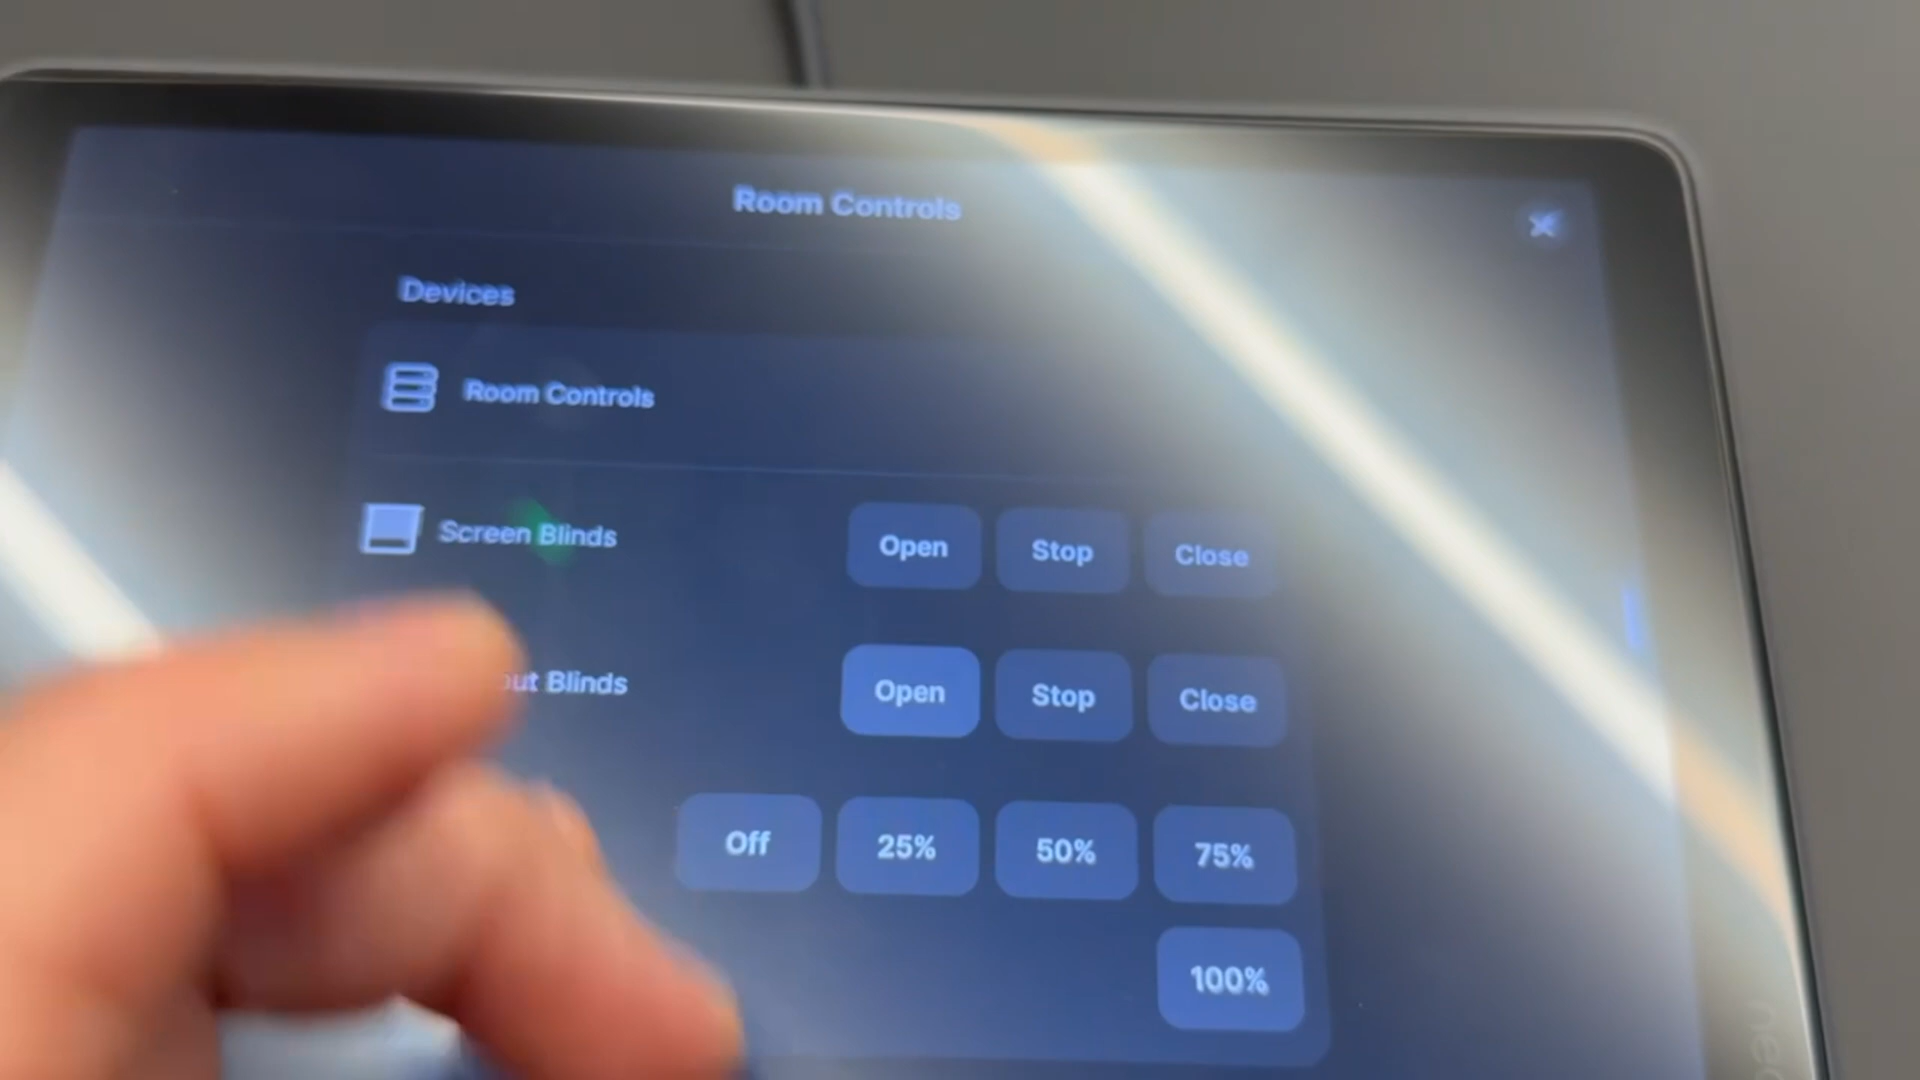 Room Controls
Devices
Room Controls
Screen Blinds Open Stop Close
Blinds Open Stop Close
Off 25% 50% 75%
100%